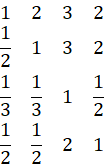 1 2 3 2
1/2 1 3 2
1/3 1/3 1 1/2
1/2 1/2 2 1